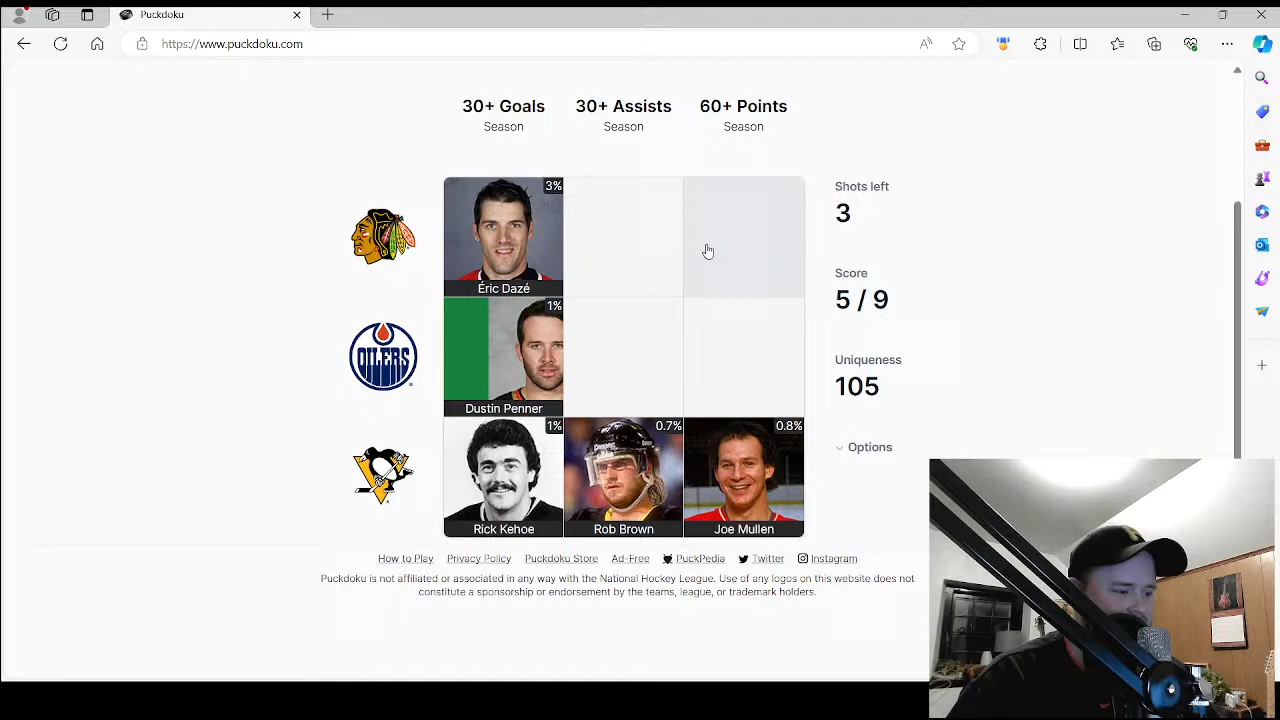 Puckdoku
https://www.puckdoku.com
30+ Goals
Season
30+ Assists
Season
60+ Points
Season
3%
Éric Dazé
Shots left
3
Score
5 / 9
1%
OILERS
Dustin Penner
Uniqueness
105
1%
Rick Kehoe
0.7%
Rob Brown
0.8%
Joe Mullen
Options
How to Play Privacy Policy Puckdoku Store Ad-Free PuckPedia Twitter Instagram
Puckdoku is not affiliated or associated in any way with the National Hockey League. Use of any logos on this website does not
constitute a sponsorship or endorsement by the teams, league, or trademark holders.